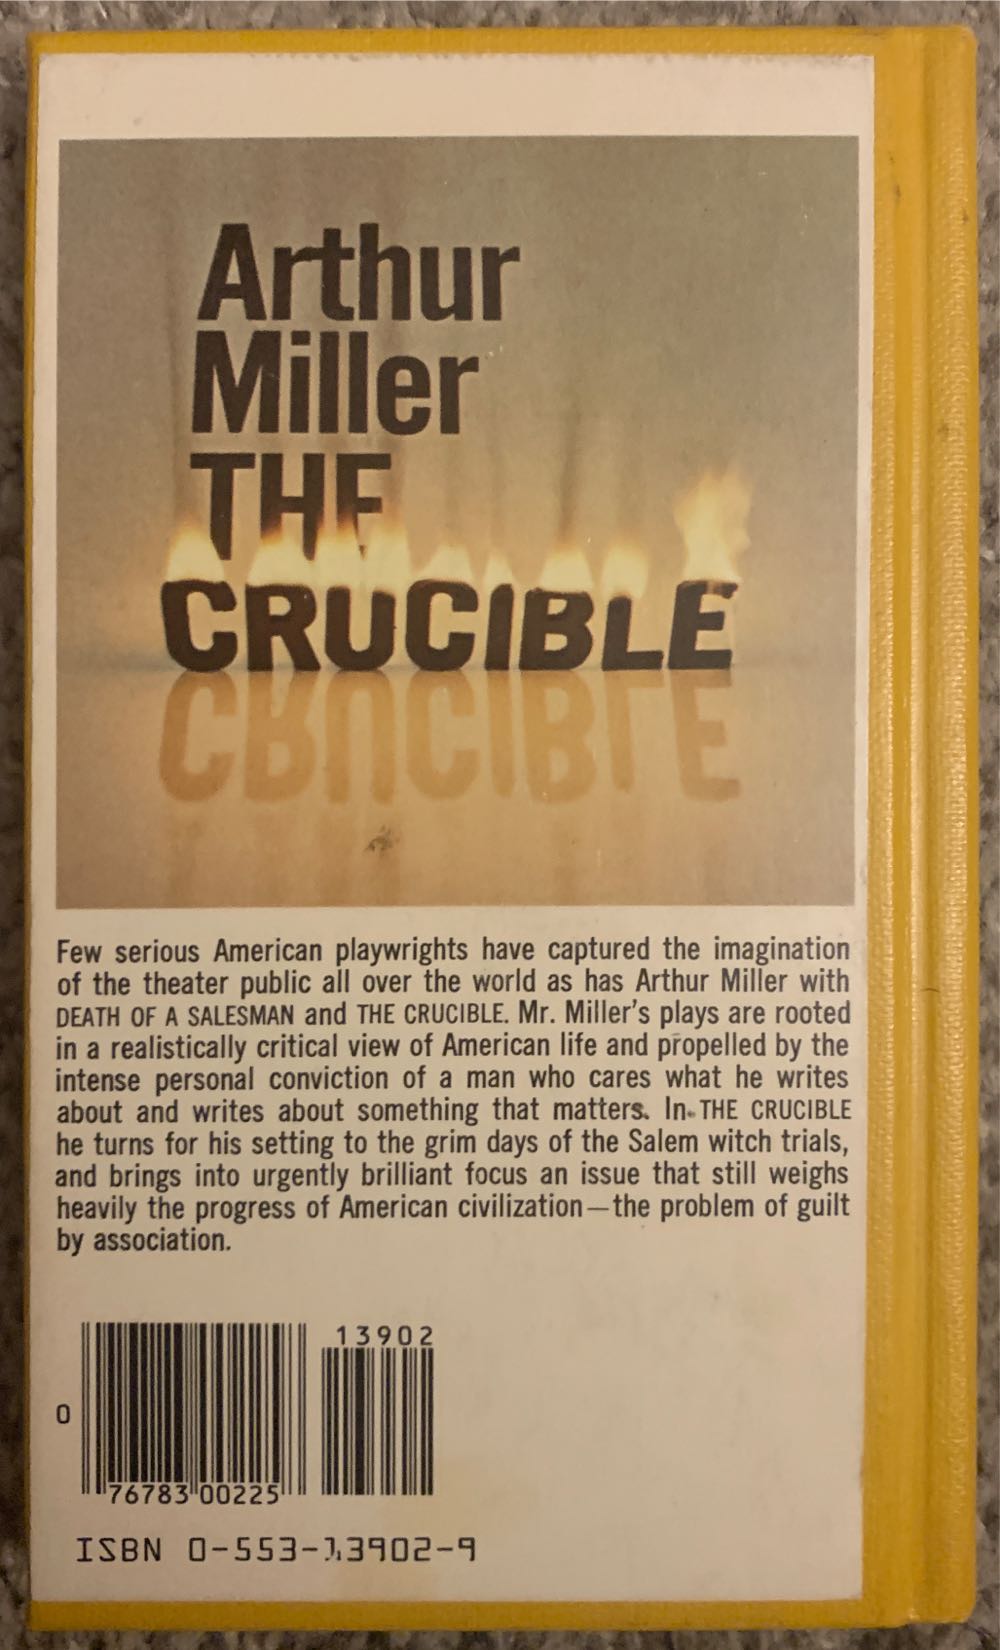 Arthur
Miller
THE
CRUCIBLE
Few serious American playwrights have captured the imagination
of the theater public all over the world as has Arthur Miller with
DEATH OF A SALESMAN and THE CRUCIBLE. Mr. Miller's plays are rooted
in a realistically critical view of American life and propelled by the
intense personal conviction of a man who cares what he writes
about and writes about something that matters. In THE CRUCIBLE
he turns for his setting to the grim days of the Salem witch trials,
and brings into urgently brilliant focus an issue that still weighs
heavily the progress of American civilization—the problem of guilt
by association.
13902
0
76783 00225
ISBN 0-553-13902-9